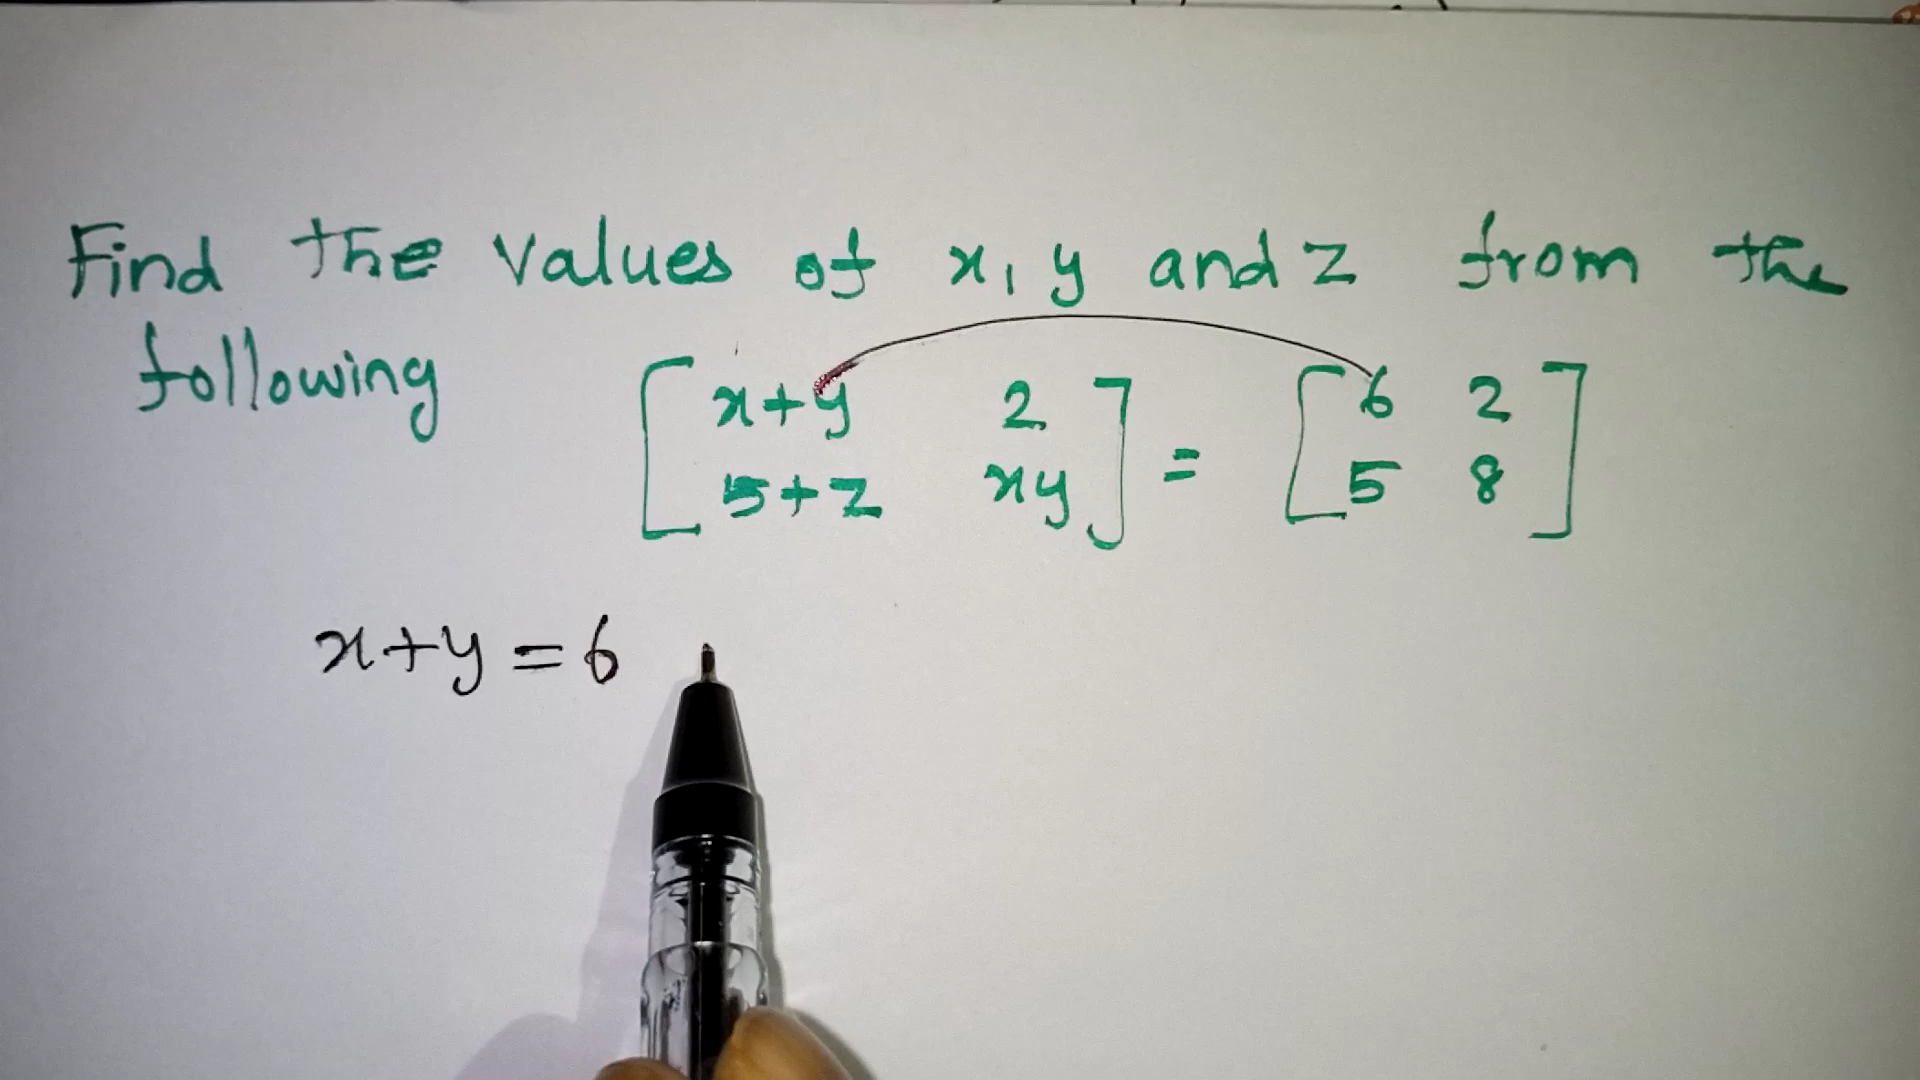 Find the values of x, y and z from the
following [x+y 2] = [6 2]
[5+z xy] [5 8]
x+y = 6